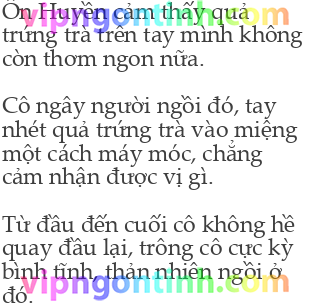 Ôn Huyền cảm thấy quả
trứng trà trên tay mình không
còn thơm ngon nữa.
Cô ngây người ngồi đó, tay
nhét quả trứng trà vào miệng
một cách máy móc, chẳng
cảm nhận được vị gì.
Từ đầu đến cuối cô không hề
quay đầu lại, trông cô cực kỳ
bình tĩnh, thản nhiên ngồi ở
đó.
vipngontinh.com
vipngontinh.com